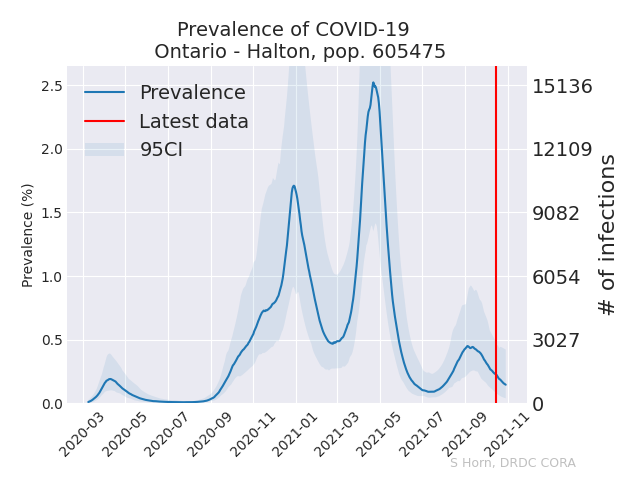 Prevalence of COVID-19
Ontario - Halton, pop. 605475
Prevalence
Latest data
95CI
Prevalence (%)
2.5
2.0
1.5
1.0
0.5
0.0
15136
12109
9082
6054
3027
0
# of infections
2020-03
2020-05
2020-07
2020-09
2020-11
2021-01
2021-03
2021-05
2021-07
2021-09
2021-11
S Horn, DRDC CORA